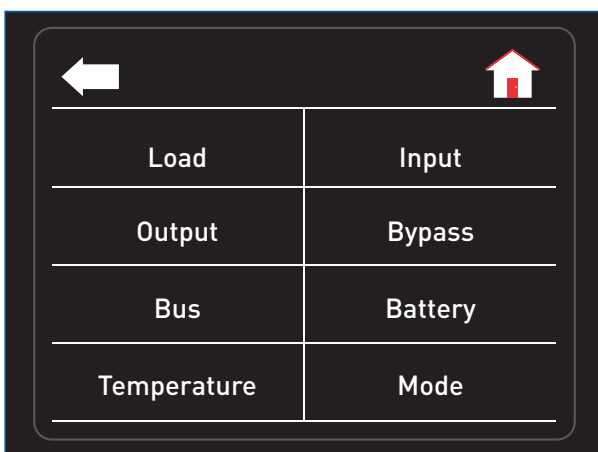 Load Input
Output Bypass
Bus Battery
Temperature Mode